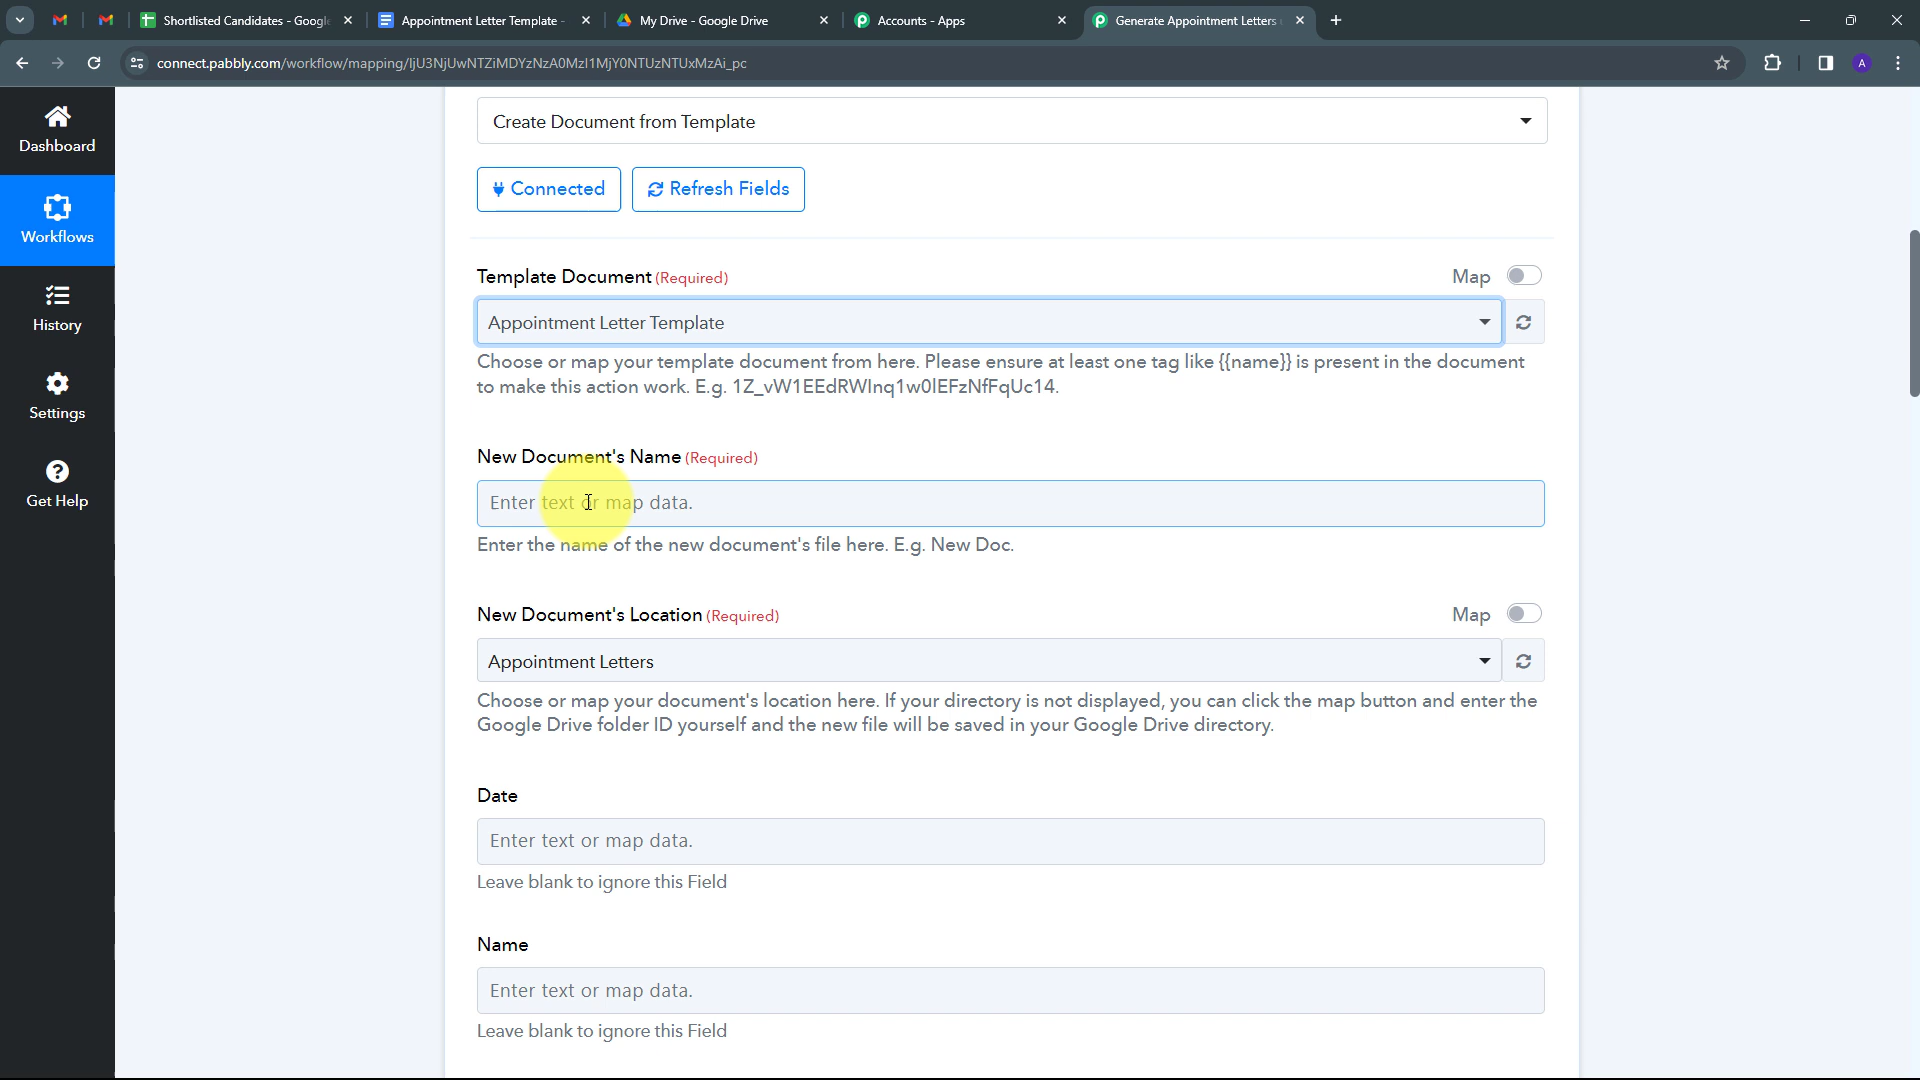 Shortlisted Candidates - Googl
Appointment Letter Template -
My Drive - Google Drive
Accounts - Apps
Generate Appointment Letters
connect.pabbly.com/workflow/mapping/IjU3NjUwNTZiMDYzNzA0MzI1MjY0NTUzNTUxMzAi_pc
A
Dashboard
Workflows
History
Settings
Get Help
Create Document from Template
Connected
Refresh Fields
Template Document (Required)
Map
Appointment Letter Template
Choose or map your template document from here. Please ensure at least one tag like {{name}} is present in the document
to make this action work. E.g. 1Z_vW1EEdRWInq1w0lEFzNfFqUc14.
New Document's Name (Required)
Enter text or map data.
Enter the name of the new document's file here. E.g. New Doc.
New Document's Location (Required)
Map
Appointment Letters
Choose or map your document's location here. If your directory is not displayed, you can click the map button and enter the
Google Drive folder ID yourself and the new file will be saved in your Google Drive directory.
Date
Enter text or map data.
Leave blank to ignore this Field
Name
Enter text or map data.
Leave blank to ignore this Field